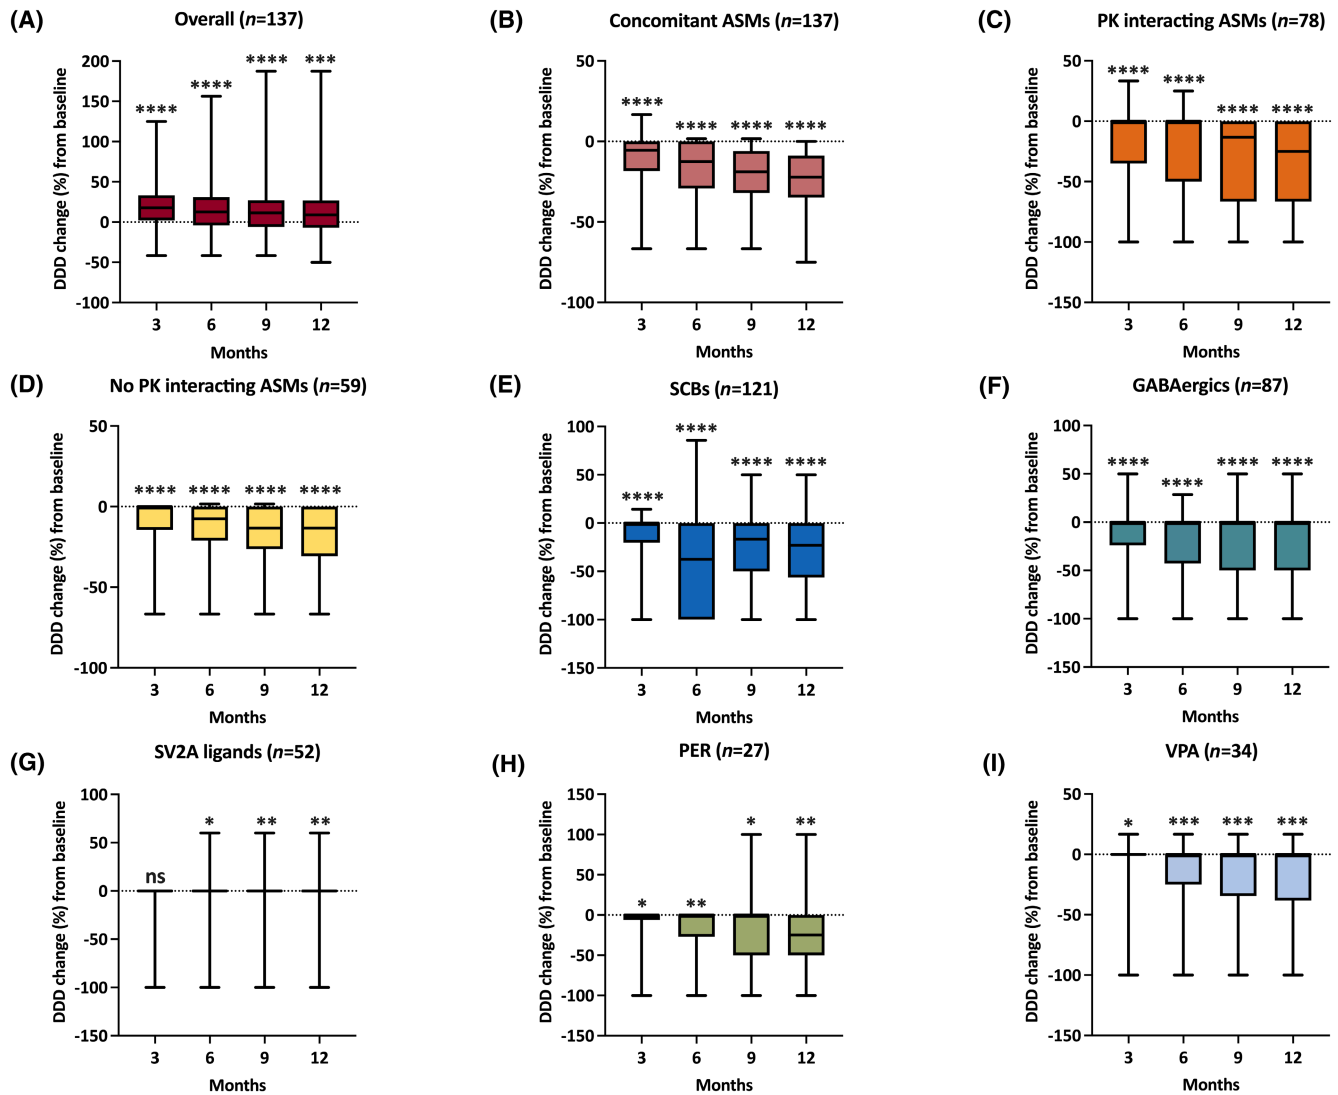 (A)
Overall (n=137)
DDD change (%) from baseline
200
150
100
50
0
-50
-100
****
****
****
***
3 6 9 12
Months
(B)
Concomitant ASMs (n=137)
DDD change (%) from baseline
50
0
-50
-100
****
****
****
****
3 6 9 12
Months
(C)
PK interacting ASMs (n=78)
DDD change (%) from baseline
50
0
-50
-100
-150
****
****
****
****
3 6 9 12
Months
(D)
No PK interacting ASMs (n=59)
DDD change (%) from baseline
50
0
-50
-100
****
****
****
****
3 6 9 12
Months
(E)
SCBs (n=121)
DDD change (%) from baseline
100
50
0
-50
-100
-150
****
****
****
****
3 6 9 12
Months
(F)
GABAergics (n=87)
DDD change (%) from baseline
100
50
0
-50
-100
-150
****
****
****
****
3 6 9 12
Months
(G)
SV2A ligands (n=52)
DDD change (%) from baseline
100
50
0
-50
-100
-150
ns
*
**
**
3 6 9 12
Months
(H)
PER (n=27)
DDD change (%) from baseline
150
100
50
0
-50
-100
-150
*
**
*
**
3 6 9 12
Months
(I)
VPA (n=34)
DDD change (%) from baseline
50
0
-50
-100
-150
*
***
***
***
3 6 9 12
Months